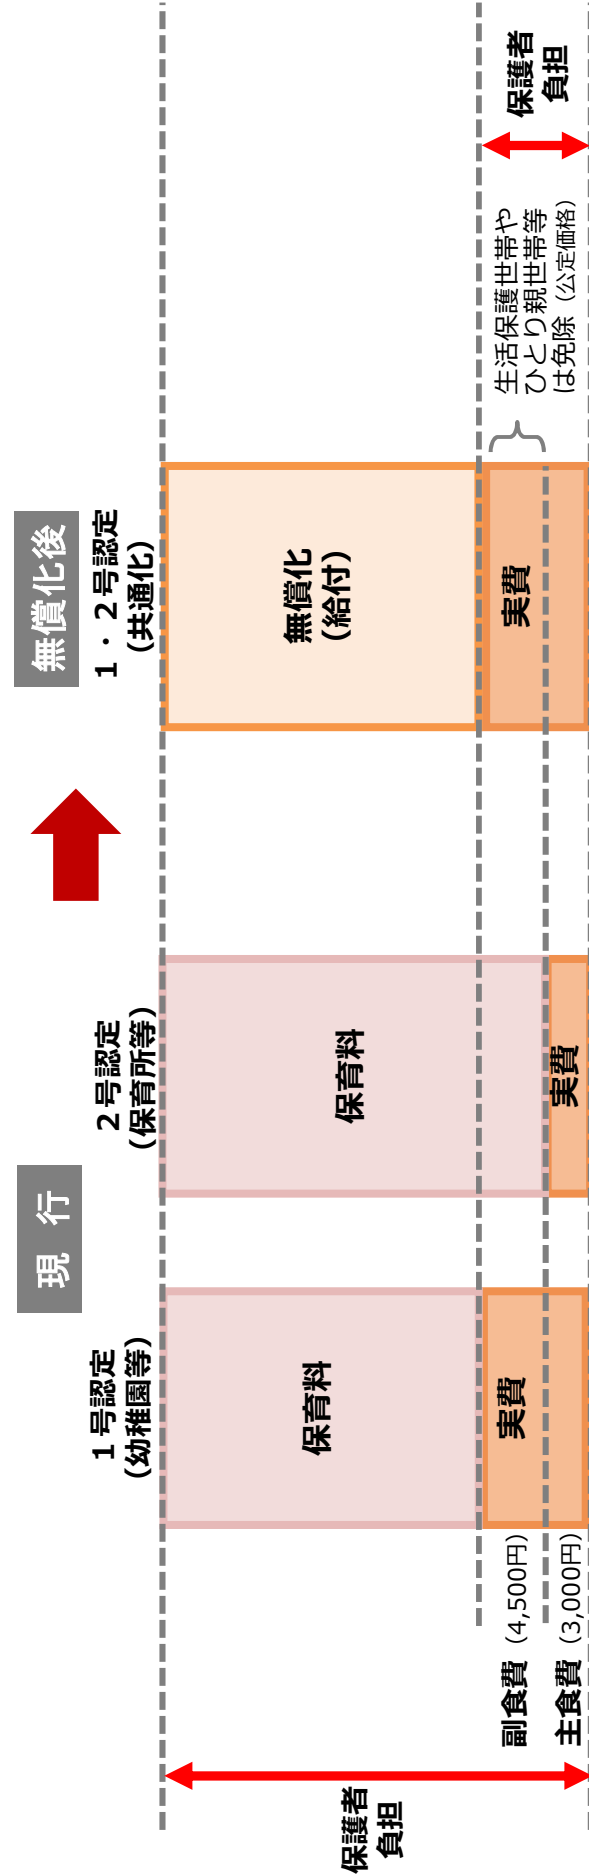 現 行
無償化後
1号認定
（幼稚園等）
2号認定
（保育所等）
1・2号認定
（共通化）
保護者
負担
保育料
保育料
無償化
（給付）
副食費（4,500円）
主食費（3,000円）
実費
実費
実費
生活保護世帯や
ひとり親世帯等
は免除（公定価格）
保護者
負担